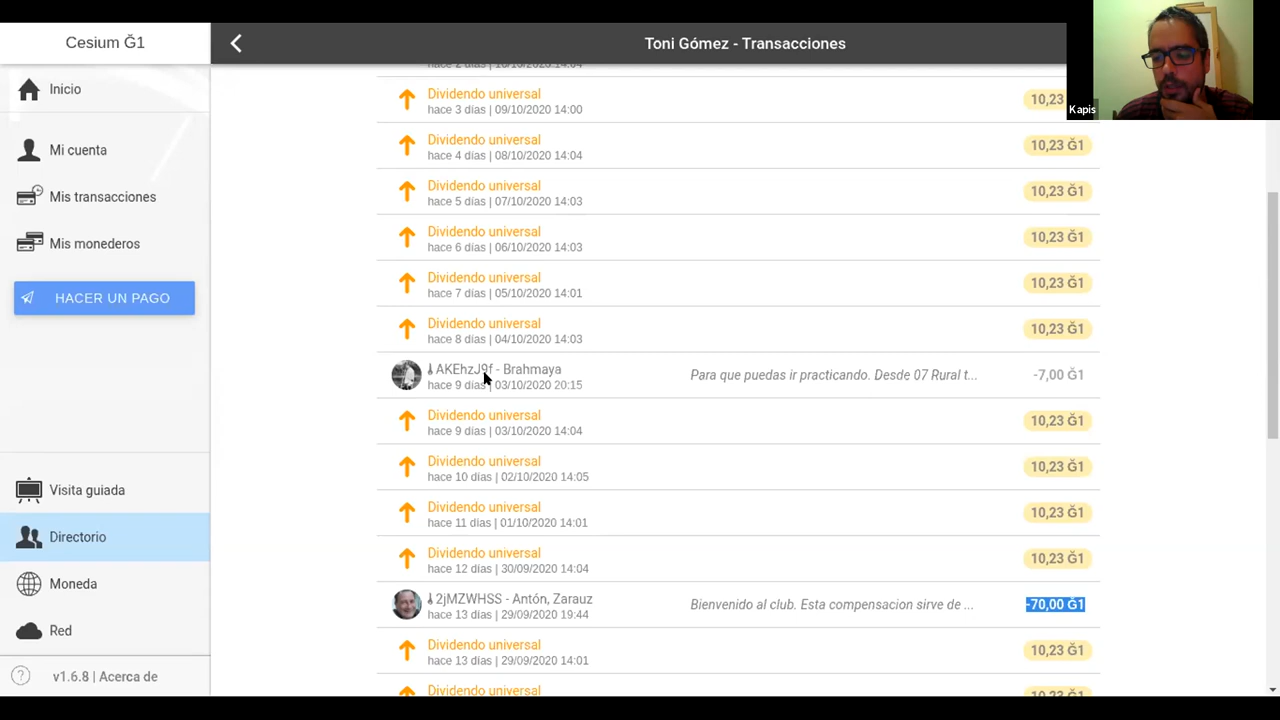 Cesium Ğ1
Toni Gómez - Transacciones
Kapis
Inicio
Mi cuenta
Mis transacciones
Mis monederos
HACER UN PAGO
Visita guiada
Directorio
Moneda
Red
v1.6.8 | Acerca de
Dividendo universal
10,23
hace 3 días | 09/10/2020 14:00
Dividendo universal
10,23 Ğ1
hace 4 días | 08/10/2020 14:04
Dividendo universal
10,23 Ğ1
hace 5 días | 07/10/2020 14:03
Dividendo universal
10,23 Ğ1
hace 6 días | 06/10/2020 14:03
Dividendo universal
10,23 Ğ1
hace 7 días | 05/10/2020 14:01
Dividendo universal
10,23 Ğ1
hace 8 días | 04/10/2020 14:03
AKEhzJ9f - Brahmaya
Para que puedas ir practicando. Desde 07 Rural t...
-7,00 Ğ1
hace 9 días | 03/10/2020 20:15
Dividendo universal
10,23 Ğ1
hace 9 días | 03/10/2020 14:04
Dividendo universal
10,23 Ğ1
hace 10 días | 02/10/2020 14:05
Dividendo universal
10,23 Ğ1
hace 11 días | 01/10/2020 14:01
Dividendo universal
10,23 Ğ1
hace 12 días | 30/09/2020 14:04
2jMZWHSS - Antón, Zarauz
Bienvenido al club. Esta compensacion sirve de ...
-70,00 Ğ1
hace 13 días | 29/09/2020 19:44
Dividendo universal
10,23 Ğ1
hace 13 días | 29/09/2020 14:01
Dividendo universal
10,23 Ğ1